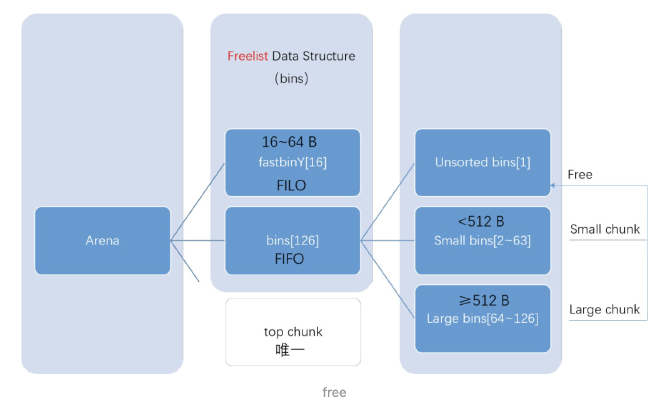 Freelist Data Structure
（bins）
16~64 B
fastbinY[16]
FILO
Unsorted bins[1]
Free
Arena
bins[126]
FIFO
<512 B
Small bins[2~63]
Small chunk
≥512 B
Large bins[64~126]
Large chunk
top chunk
唯一
free